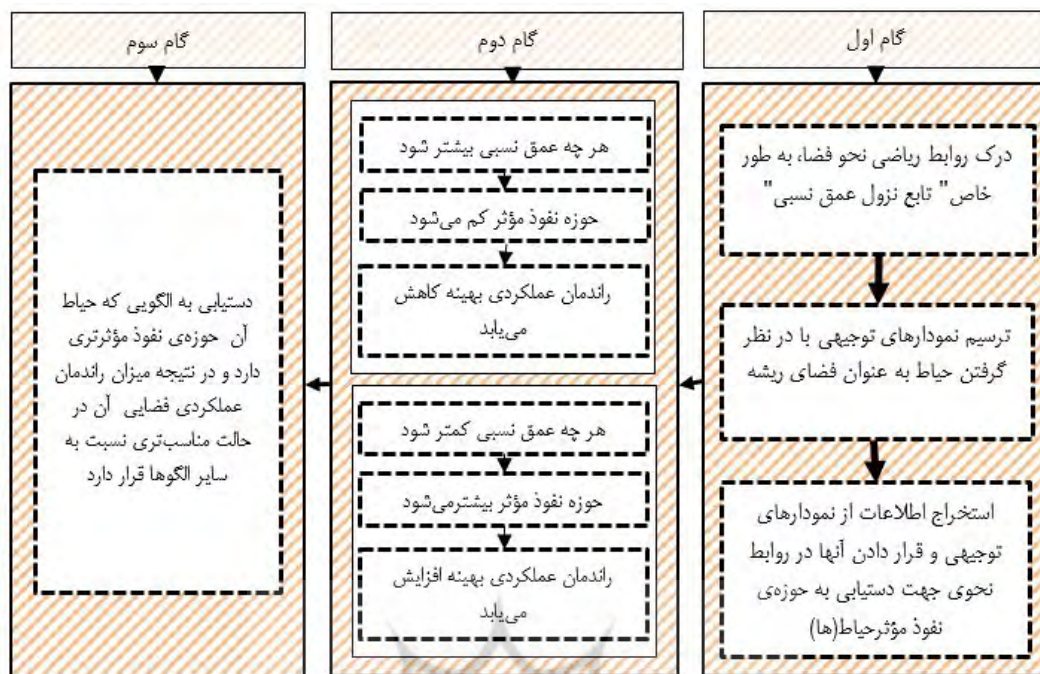 گام اول
درک روابط ریاضی نحو فضا، به طور
خاص" تابع نزول عمق نسبی"
ترسیم نمودارهای توجیهی با در نظر
گرفتن حیاط به عنوان فضای ریشه
استخراج اطلاعات از نمودارهای
توجیهی و قرار دادن آنها در روابط
نحوی جهت دستیابی به حوزه‌ی
نفوذ مؤثرحیاط(ها)
گام دوم
هر چه عمق نسبی بیشتر شود
حوزه نفوذ مؤثر کم می‌شود
راندمان عملکردی بهینه کاهش
می‌یابد
هر چه عمق نسبی کمتر شود
حوزه نفوذ مؤثر بیشترمی‌شود
راندمان عملکردی بهینه افزایش
می‌یابد
گام سوم
دستیابی به الگویی که حیاط
آن حوزه‌ی نفوذ مؤثرتری
دارد و در نتیجه میزان راندمان
عملکردی فضایی آن در
حالت مناسب‌تری نسبت به
سایر الگوها قرار دارد